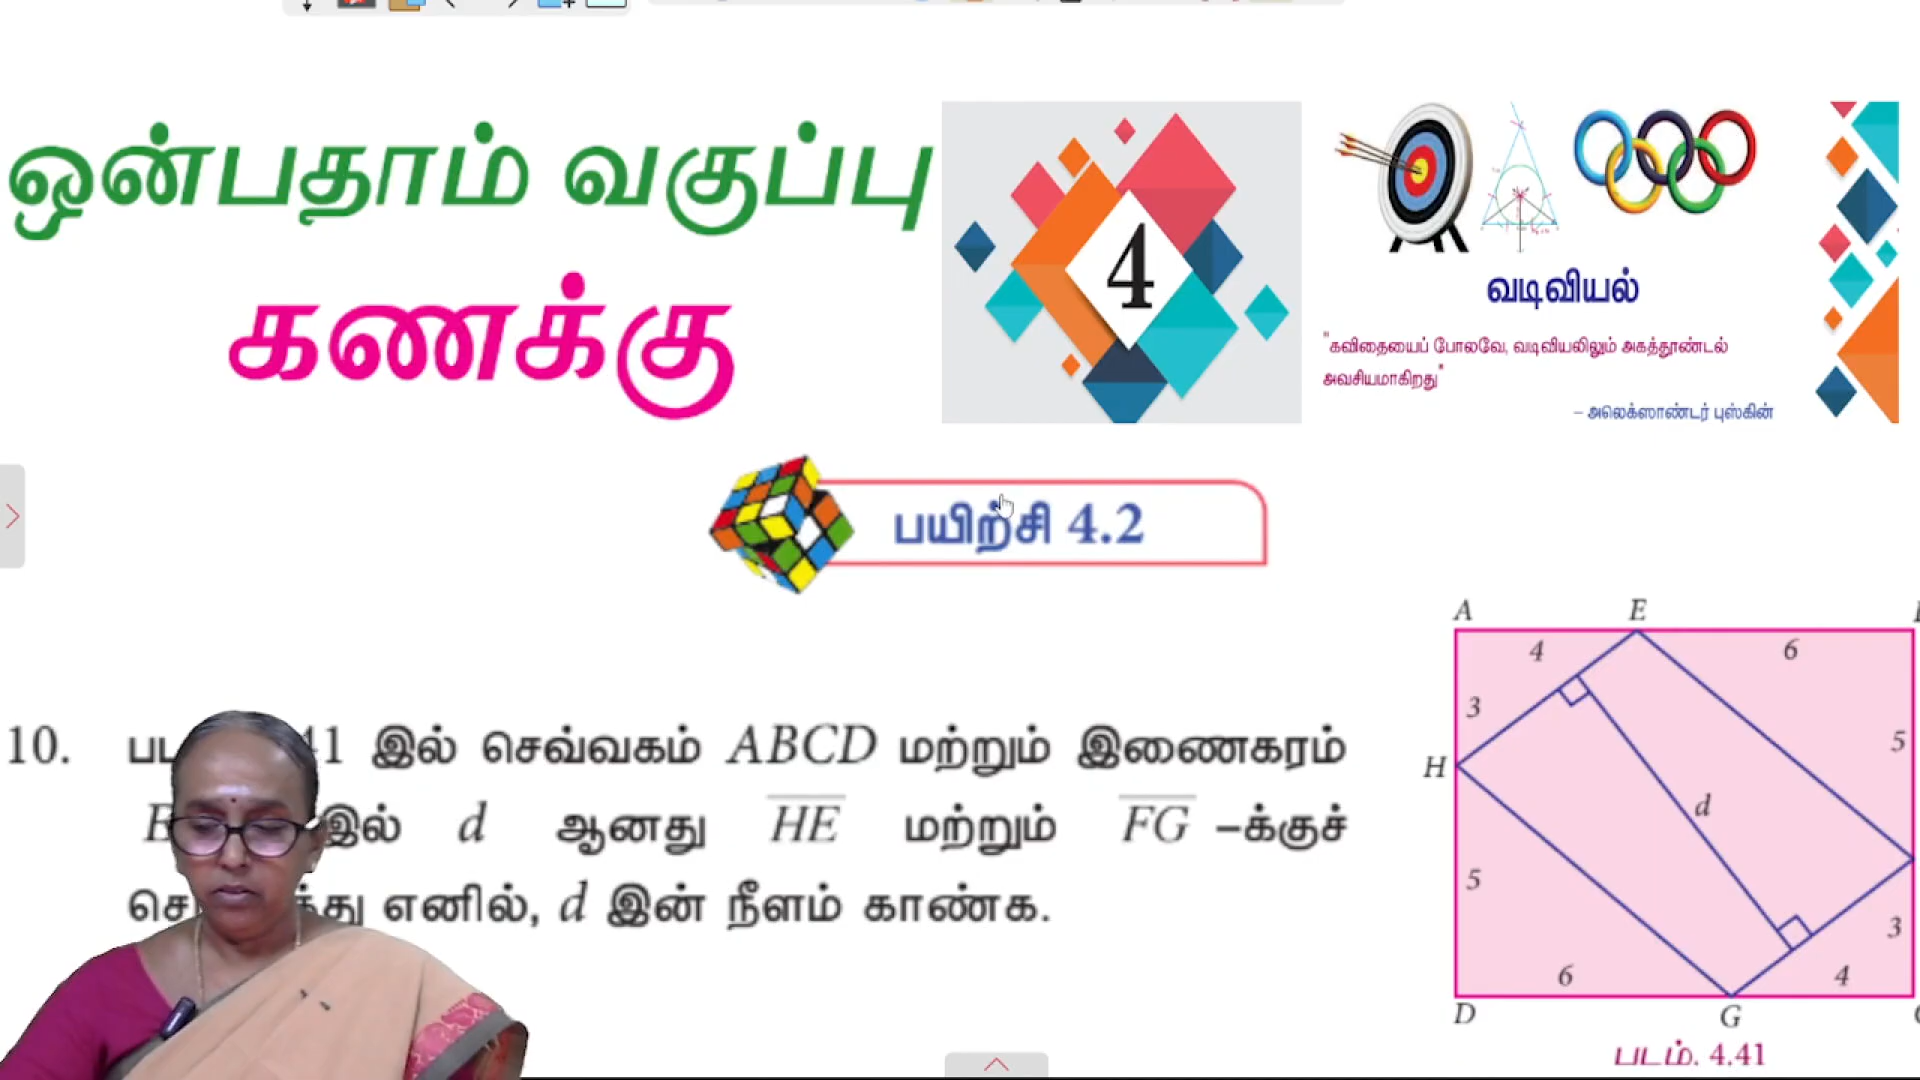 ஒன்பதாம் வகுப்பு
கணக்கு
4
வடிவியல்
"கவிதையைப் போலவே, வடிவியலிலும் அகத்தூண்டல்
அவசியமாகிறது"
– அலெக்ஸாண்டர் புஸ்கின்
பயிற்சி 4.2
10. 41 இல் செவ்வகம் ABCD மற்றும் இணைகரம்
இல் d ஆனது HE மற்றும் FG –க்குச்
எனில், d இன் நீளம் காண்க.
A E
4 6
3
5
H
d
5
3
6 4
D G
படம். 4.41